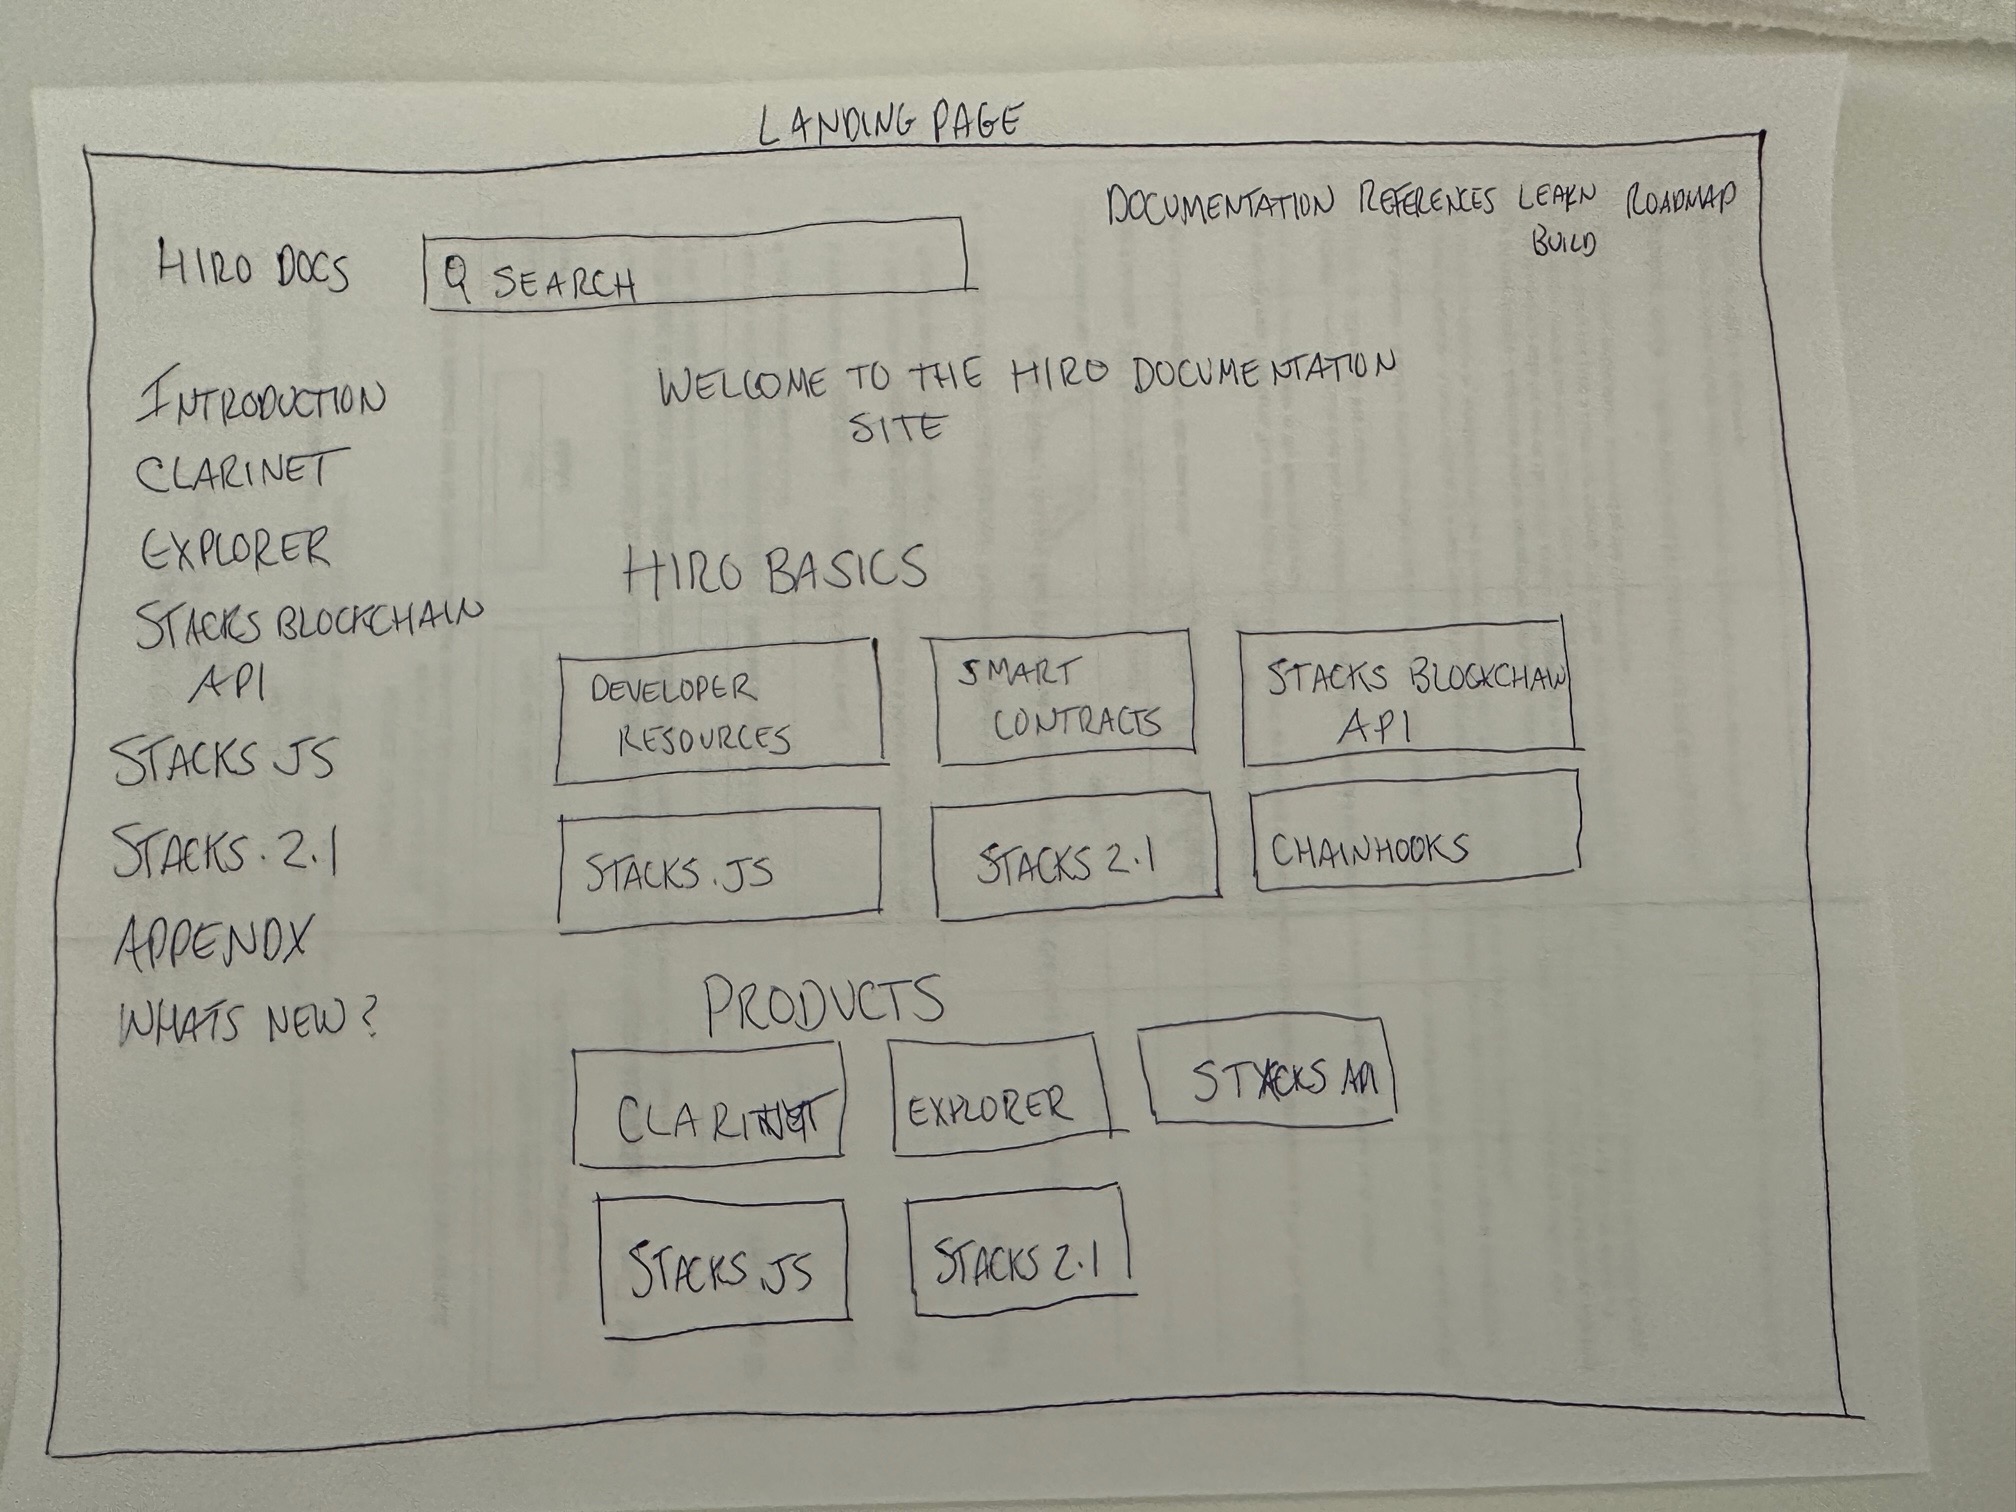 LANDING PAGE
DOCUMENTATION REFERENCES LEARN ROADMAP
BUILD
HIRO DOCS
SEARCH
WELCOME TO THE HIRO DOCUMENTATION
SITE
INTRODUCTION
CLARINET
EXPLORER
STACKS BLOCKCHAIN
API
STACKS JS
STACKS. 2.1
APPENDX
WHATS NEW?
HIRO BASICS
DEVELOPER
RESOURCES
SMART
CONTRACTS
STACKS BLOCKCHAIN
API
STACKS.JS
STACKS 2.1
CHAINHOOKS
PRODUCTS
CLARINET
EXPLORER
STACKS API
STACKS.JS
STACKS 2.1